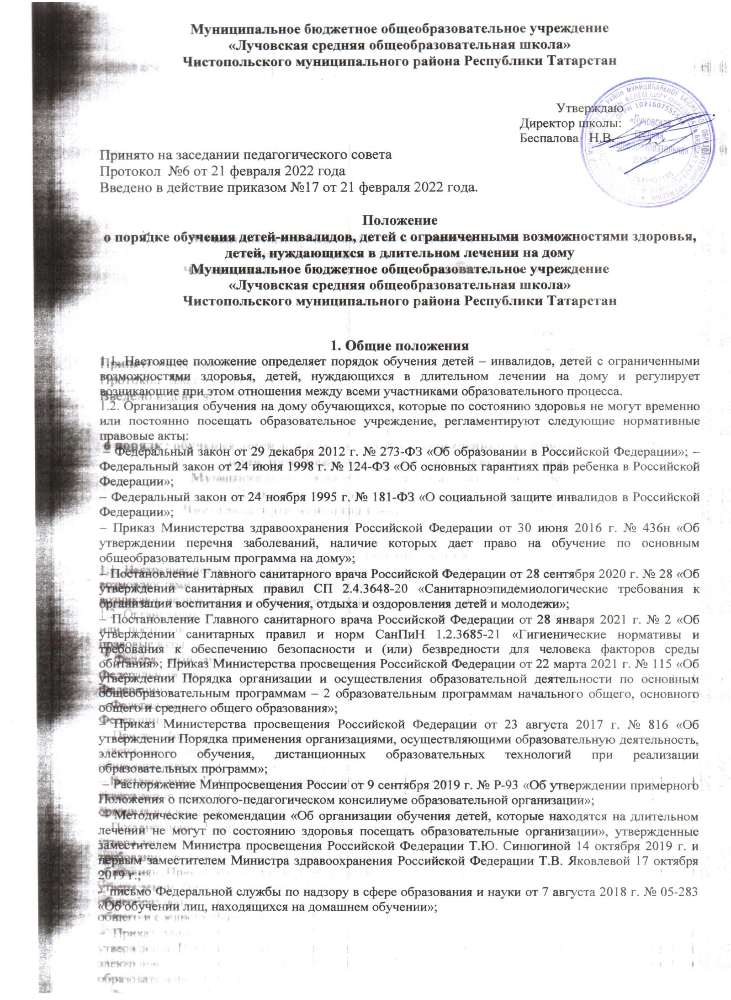 Муниципальное бюджетное общеобразовательное учреждение
«Лучовская средняя общеобразовательная школа»
Чистопольского муниципального района Республики Татарстан
Утверждаю
Директор школы:
Беспалова Н.В.
«Лучовская
средняя
общеобразовательная
школа»
Принято на заседании педагогического совета
Протокол №6 от 21 февраля 2022 года
Введено в действие приказом №17 от 21 февраля 2022 года.
Положение
о порядке обучения детей-инвалидов, детей с ограниченными возможностями здоровья,
детей, нуждающихся в длительном лечении на дому
Муниципальное бюджетное общеобразовательное учреждение
«Лучовская средняя общеобразовательная школа»
Чистопольского муниципального района Республики Татарстан
1. Общие положения
1.1. Настоящее положение определяет порядок обучения детей – инвалидов, детей с ограниченными
возможностями здоровья, детей, нуждающихся в длительном лечении на дому и регулирует
возникающие при этом отношения между всеми участниками образовательного процесса.
1.2. Организация обучения на дому обучающихся, которые по состоянию здоровья не могут временно
или постоянно посещать образовательное учреждение, регламентируют следующие нормативные
правовые акты:
– Федеральный закон от 29 декабря 2012 г. № 273-ФЗ «Об образовании в Российской Федерации»; –
Федеральный закон от 24 июня 1998 г. № 124-ФЗ «Об основных гарантиях прав ребенка в Российской
Федерации»;
– Федеральный закон от 24 ноября 1995 г. № 181-ФЗ «О социальной защите инвалидов в Российской
Федерации»;
– Приказ Министерства здравоохранения Российской Федерации от 30 июня 2016 г. № 436н «Об
утверждении перечня заболеваний, наличие которых дает право на обучение по основным
общеобразовательным программа на дому»;
– Постановление Главного санитарного врача Российской Федерации от 28 сентября 2020 г. № 28 «Об
утверждении санитарных правил СП 2.4.3648-20 «Санитарноэпидемиологические требования к
организации воспитания и обучения, отдыха и оздоровления детей и молодежи»;
– Постановление Главного санитарного врача Российской Федерации от 28 января 2021 г. № 2 «Об
утверждении санитарных правил и норм СанПиН 1.2.3685-21 «Гигиенические нормативы и
требования к обеспечению безопасности и (или) безвредности для человека факторов среды
обитания»; Приказ Министерства просвещения Российской Федерации от 22 марта 2021 г. № 115 «Об
утверждении Порядка организации и осуществления образовательной деятельности по основным
общеобразовательным программам – 2 образовательным программам начального общего, основного
общего и среднего общего образования»;
– Приказ Министерства просвещения Российской Федерации от 23 августа 2017 г. № 816 «Об
утверждении Порядка применения организациями, осуществляющими образовательную деятельность,
электронного обучения, дистанционных образовательных технологий при реализации
образовательных программ»;
– Распоряжение Минпросвещения России от 9 сентября 2019 г. № Р-93 «Об утверждении примерного
Положения о психолого-педагогическом консилиуме образовательной организации»;
– Методические рекомендации «Об организации обучения детей, которые находятся на длительном
лечении не могут по состоянию здоровья посещать образовательные организации», утвержденные
заместителем Министра просвещения Российской Федерации Т.Ю. Синюгиной 14 октября 2019 г. и
первым заместителем Министра здравоохранения Российской Федерации Т.В. Яковлевой 17 октября
2019 г.;
– письмо Федеральной службы по надзору в сфере образования и науки от 7 августа 2018 г. № 05-283
«Об обучении лиц, находящихся на домашнем обучении»;